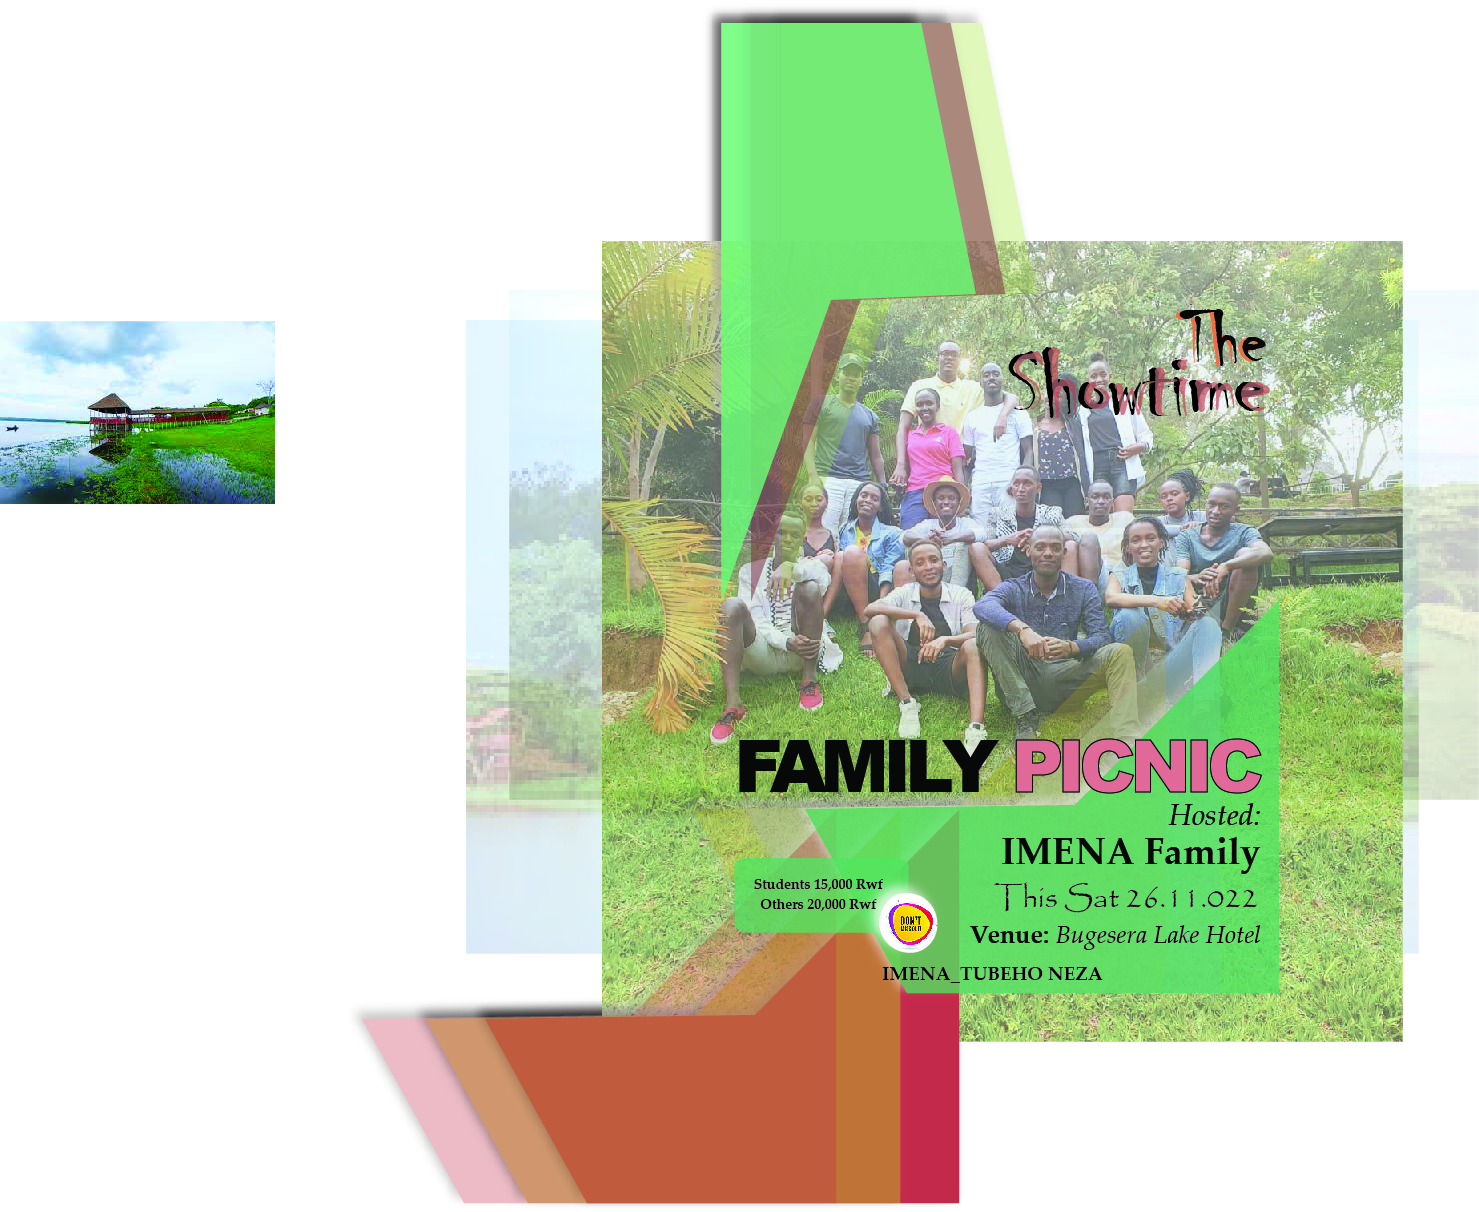 The
Showtime
FAMILY PICNIC
Hosted:
IMENA Family
This Sat 26.11.022
Venue: Bugesera Lake Hotel
Students 15,000 Rwf
Others 20,000 Rwf
DON'T
IMENA_TUBEHO NEZA